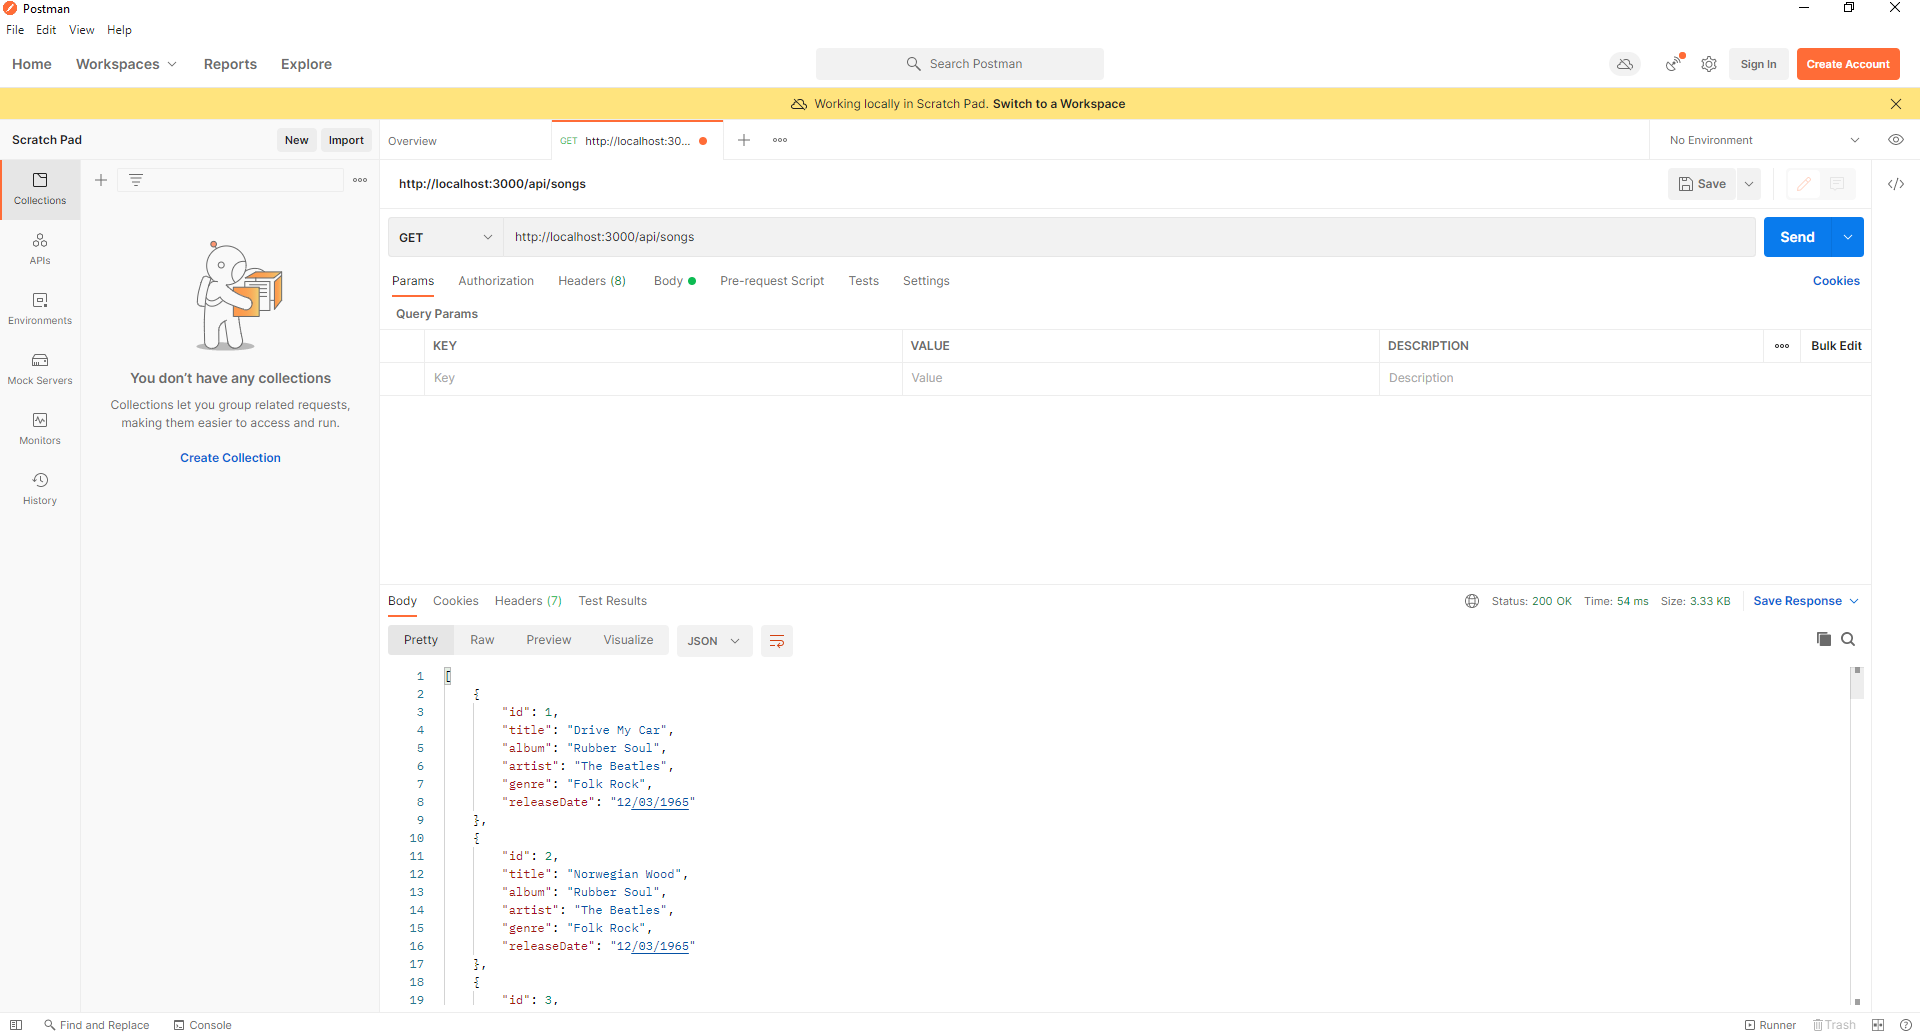 Postman
File Edit View Help
Home Workspaces Reports Explore
Search Postman
Sign In
Create Account
Working locally in Scratch Pad. Switch to a Workspace
Scratch Pad
New
Import
Overview
GET http://localhost:30...
No Environment
Collections
APIs
Environments
Mock Servers
Monitors
History
You don’t have any collections
Collections let you group related requests,
making them easier to access and run.
Create Collection
http://localhost:3000/api/songs
Save
GET
http://localhost:3000/api/songs
Send
Params Authorization Headers (8) Body Pre-request Script Tests Settings
Cookies
Query Params
KEY VALUE DESCRIPTION
Bulk Edit
Key Value Description
Body Cookies Headers (7) Test Results
Status: 200 OK Time: 54 ms Size: 3.33 KB
Save Response
Pretty Raw Preview Visualize JSON
1 [
2 {
3 "id": 1,
4 "title": "Drive My Car",
5 "album": "Rubber Soul",
6 "artist": "The Beatles",
7 "genre": "Folk Rock",
8 "releaseDate": "12/03/1965"
9 },
10 {
11 "id": 2,
12 "title": "Norwegian Wood",
13 "album": "Rubber Soul",
14 "artist": "The Beatles",
15 "genre": "Folk Rock",
16 "releaseDate": "12/03/1965"
17 },
18 {
19 "id": 3,
Find and Replace Console
Runner Trash